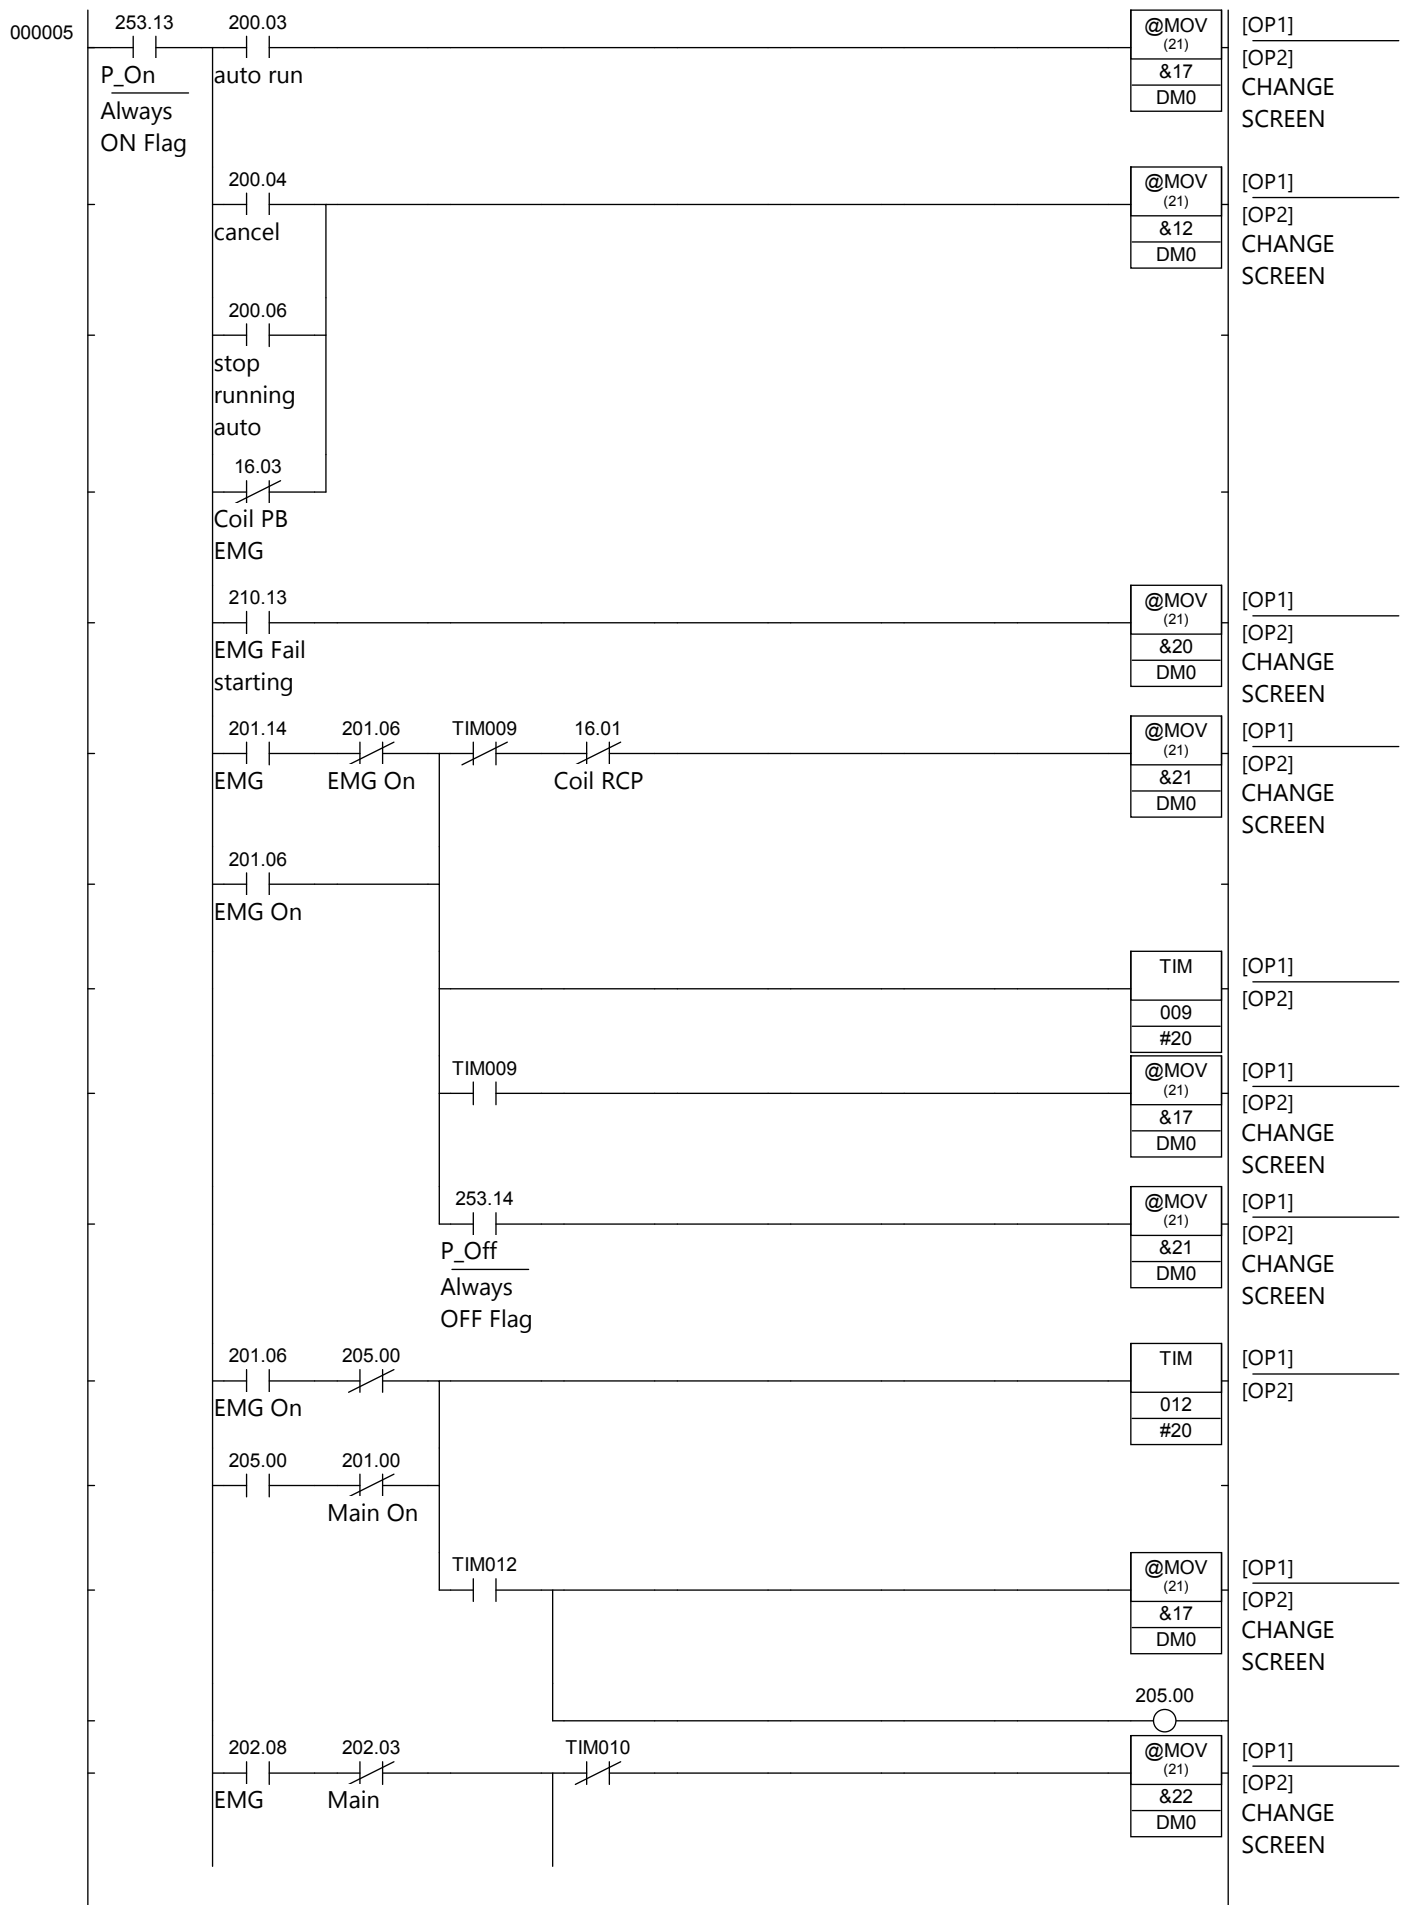 000005
253.13
P_On
Always
ON Flag
200.03
auto run
@MOV
(21)
&17
DM0
[OP1]
[OP2]
CHANGE
SCREEN
200.04
cancel
@MOV
(21)
&12
DM0
[OP1]
[OP2]
CHANGE
SCREEN
200.06
stop
running
auto
16.03
Coil PB
EMG
210.13
EMG Fail
starting
@MOV
(21)
&20
DM0
[OP1]
[OP2]
CHANGE
SCREEN
201.14
EMG
201.06
EMG On
TIM009
16.01
Coil RCP
@MOV
(21)
&21
DM0
[OP1]
[OP2]
CHANGE
SCREEN
201.06
EMG On
TIM
009
#20
[OP1]
[OP2]
TIM009
@MOV
(21)
&17
DM0
[OP1]
[OP2]
CHANGE
SCREEN
253.14
P_Off
Always
OFF Flag
@MOV
(21)
&21
DM0
[OP1]
[OP2]
CHANGE
SCREEN
201.06
EMG On
205.00
TIM
012
#20
[OP1]
[OP2]
205.00
201.00
Main On
TIM012
@MOV
(21)
&17
DM0
[OP1]
[OP2]
CHANGE
SCREEN
205.00
202.08
EMG
202.03
Main
TIM010
@MOV
(21)
&22
DM0
[OP1]
[OP2]
CHANGE
SCREEN